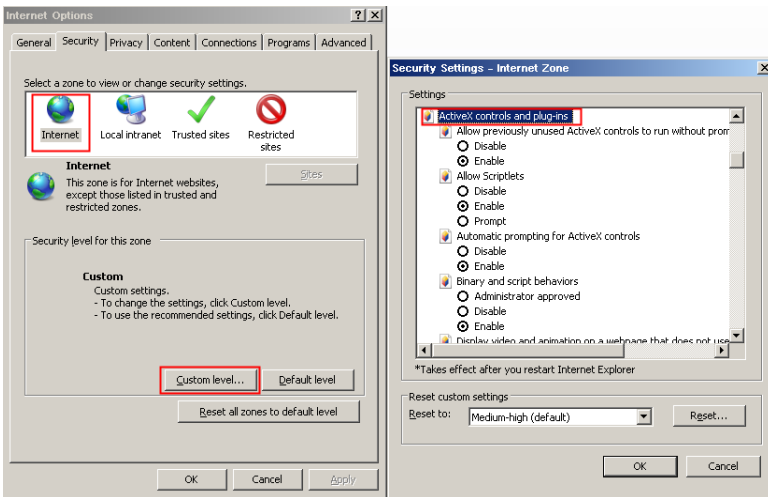 Internet Options
General Security Privacy Content Connections Programs Advanced
Select a zone to view or change security settings.
Internet Local intranet Trusted sites Restricted
sites
Internet
Sites
This zone is for Internet websites,
except those listed in trusted and
restricted zones.
Security level for this zone
Custom
Custom settings.
- To change the settings, click Custom level.
- To use the recommended settings, click Default level.
Custom level... Default level
Reset all zones to default level
OK Cancel Apply
Security Settings - Internet Zone
Settings
ActiveX controls and plug-ins
Allow previously unused ActiveX controls to run without prom
Disable
Enable
Allow Scriptlets
Disable
Enable
Prompt
Automatic prompting for ActiveX controls
Disable
Enable
Binary and script behaviors
Administrator approved
Disable
Enable
Display video and animation on a webpage that does not use
*Takes effect after you restart Internet Explorer
Reset custom settings
Reset to: Medium-high (default) Reset...
OK Cancel